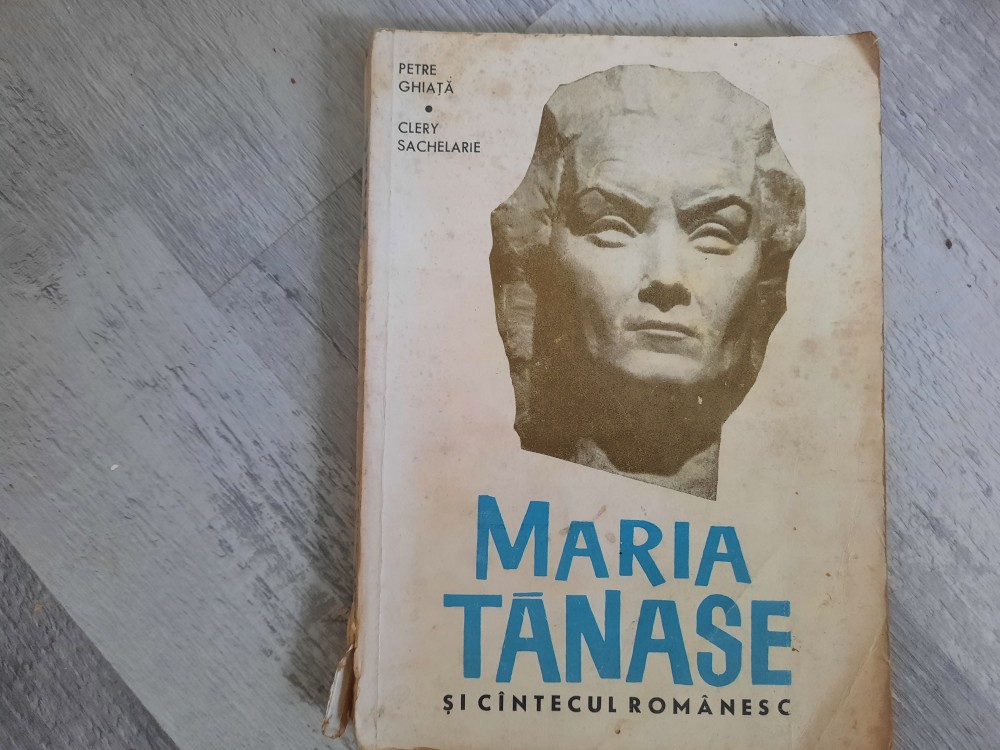 PETRE
GHIAȚĂ
•
CLERY
SACHELARIE
MARIA
TĂNASE
ȘI CÎNTECUL ROMÂNESC